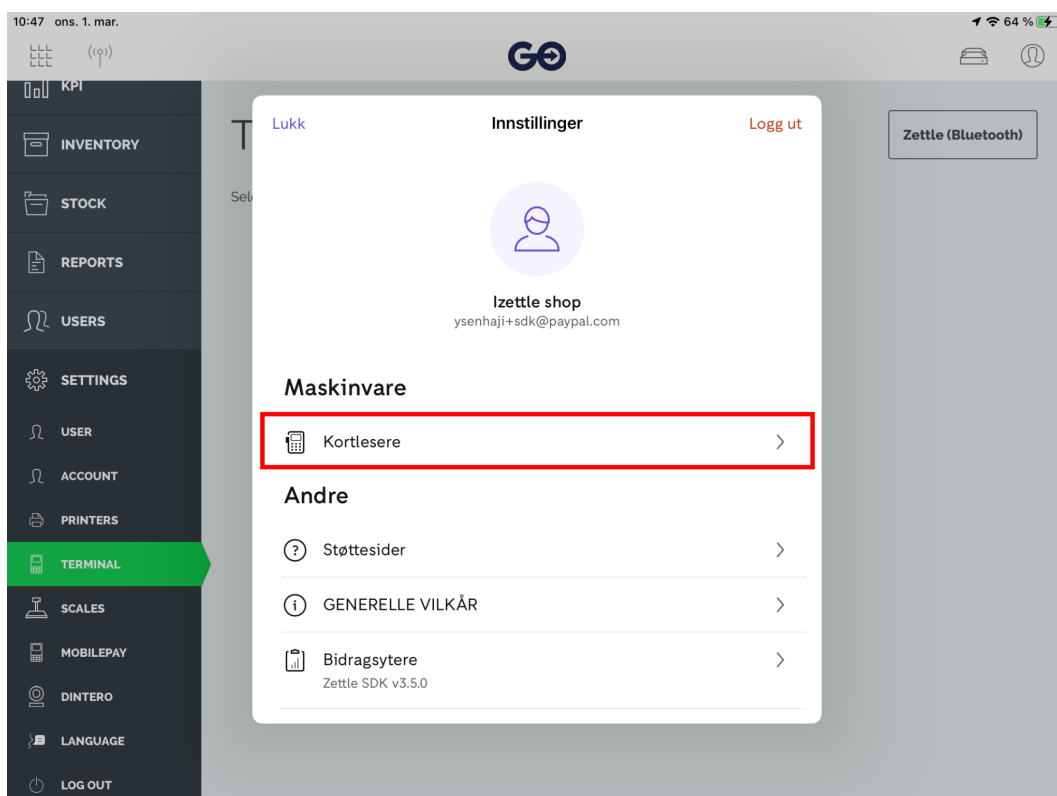 10:47 ons. 1. mar.
64 %
GO
KPI
INVENTORY
STOCK
REPORTS
USERS
SETTINGS
USER
ACCOUNT
PRINTERS
TERMINAL
SCALES
MOBILEPAY
DINTERO
LANGUAGE
LOG OUT
T
Sel
Zettle (Bluetooth)
Lukk
Innstillinger
Logg ut
Izettle shop
ysenhaji+sdk@paypal.com
Maskinvare
Kortlesere
Andre
Støttesider
GENERELLE VILKÅR
Bidragsytere
Zettle SDK v3.5.0